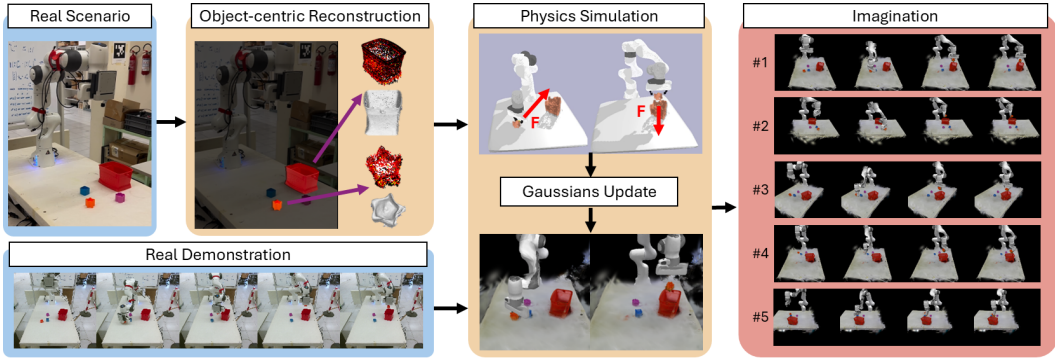 Real Scenario
Object-centric Reconstruction
Physics Simulation
Imagination
F
F
Gaussians Update
Real Demonstration
#1
#2
#3
#4
#5